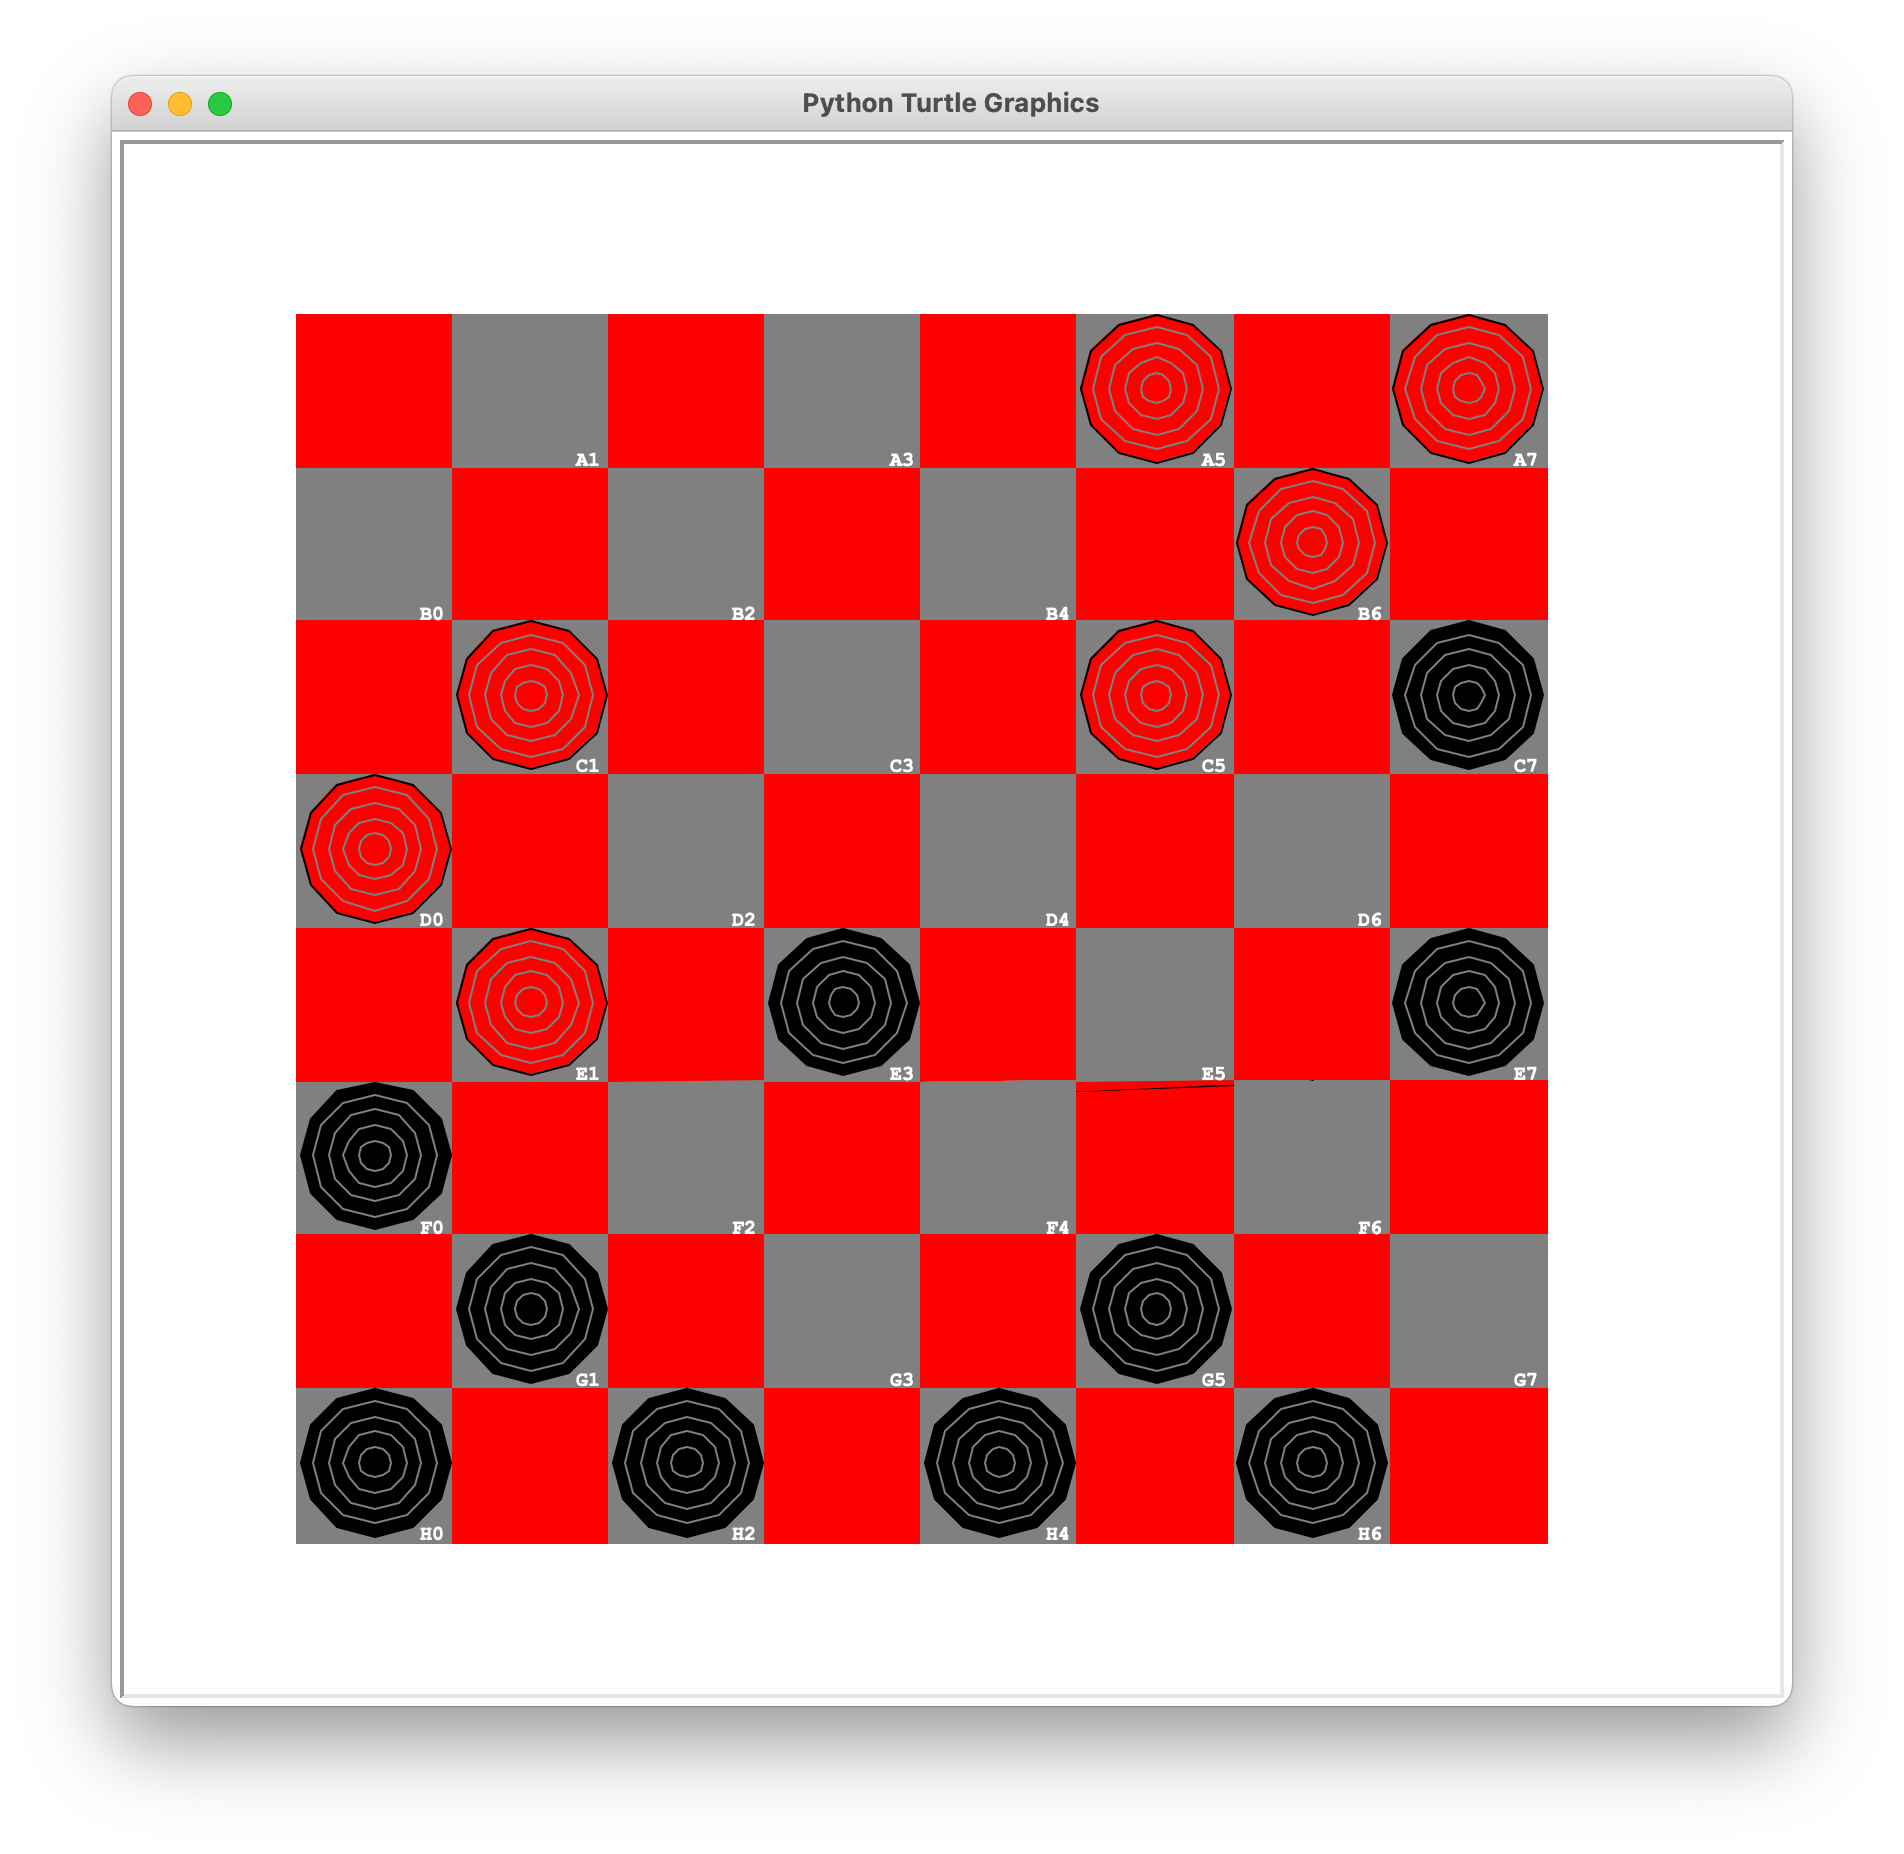 Python Turtle Graphics
A1 A3 A5 A7
B0 B2 B4 B6
C1 C3 C5 C7
D0 D2 D4 D6
E1 E3 E5 E7
F0 F2 F4 F6
G1 G3 G5 G7
H0 H2 H4 H6